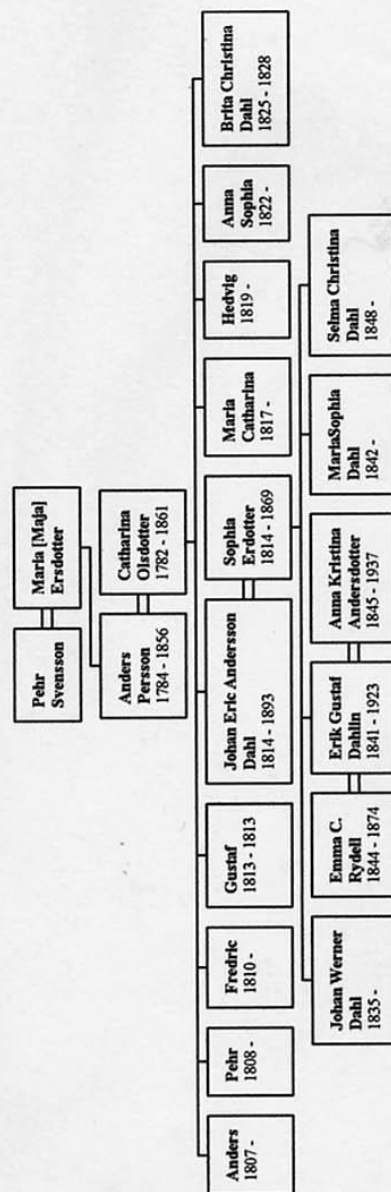 Pehr
Svensson
Maria [Maja]
Ersdotter
Anders
Persson
1784 - 1856
Catharina
Olsdotter
1782 - 1861
Anders
1807 -
Pehr
1808 -
Fredric
1810 -
Gustaf
1813 - 1813
Johan Eric Andersson
Dahl
1814 - 1893
Sophia
Erdotter
1814 - 1869
Maria
Catharina
1817 -
Hedvig
1819 -
Anna
Sophia
1822 -
Brita Christina
Dahl
1825 - 1828
Johan Werner
Dahl
1835 -
Emma C.
Rydell
1844 - 1874
Erik Gustaf
Dahlin
1841 - 1923
Anna Kristina
Andersdotter
1845 - 1937
MariaSophia
Dahl
1842 -
Selma Christina
Dahl
1848 -